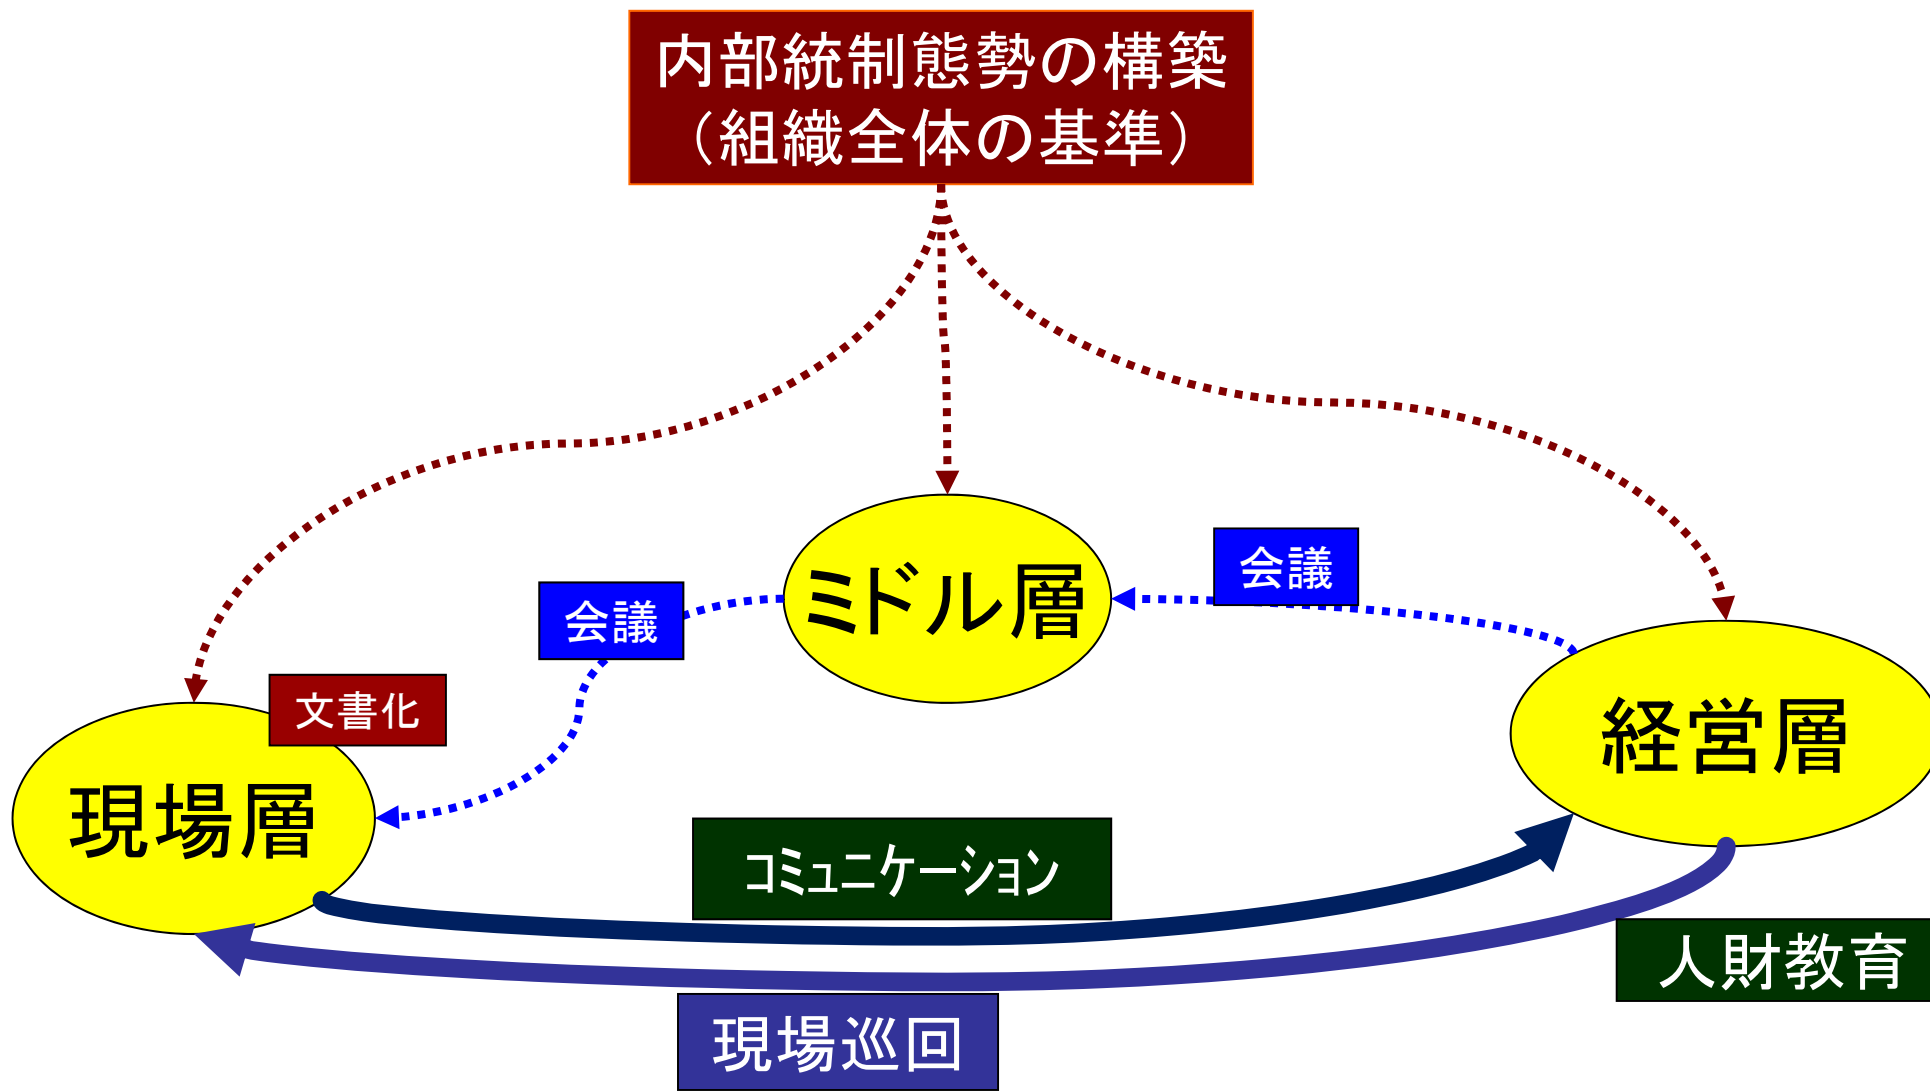 内部統制態勢の構築
（組織全体の基準）
会議
ミドル層
会議
文書化
経営層
現場層
コミュニケーション
人財教育
現場巡回